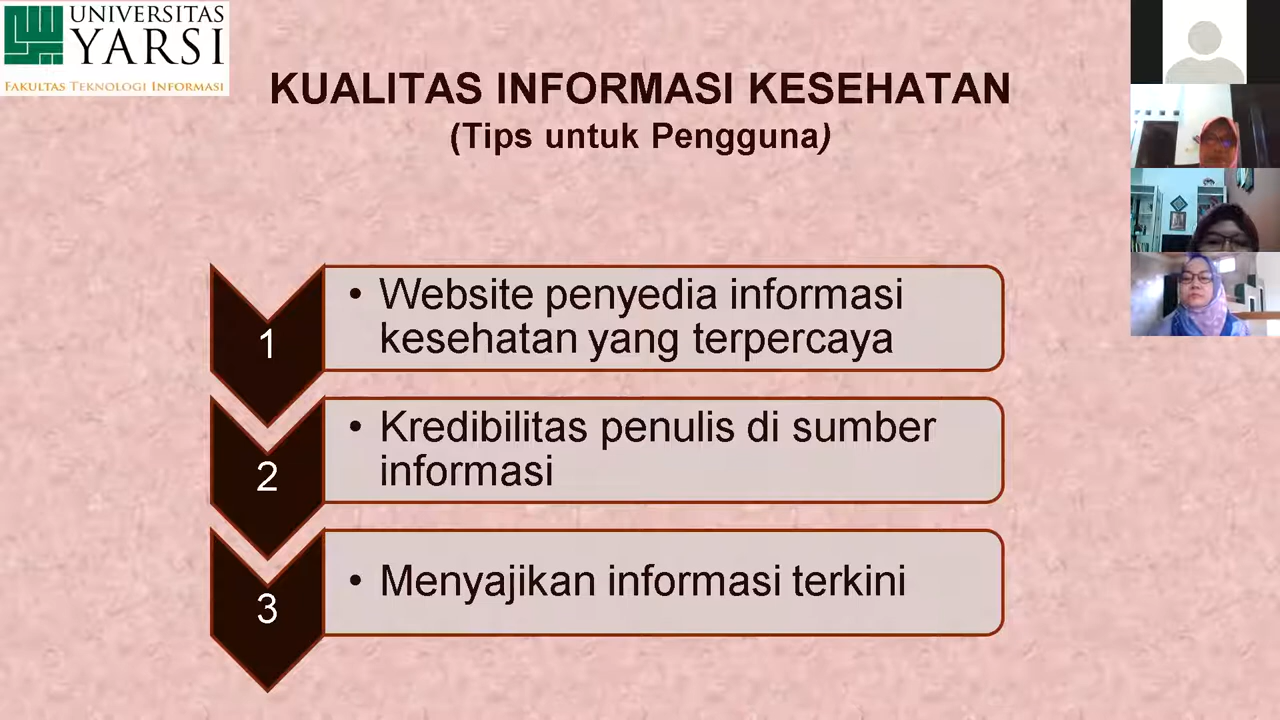 UNIVERSITAS
YARSI
FAKULTAS TEKNOLOGI INFORMASI
KUALITAS INFORMASI KESEHATAN
(Tips untuk Pengguna)
1
• Website penyedia informasi
kesehatan yang terpercaya
2
• Kredibilitas penulis di sumber
informasi
3
• Menyajikan informasi terkini